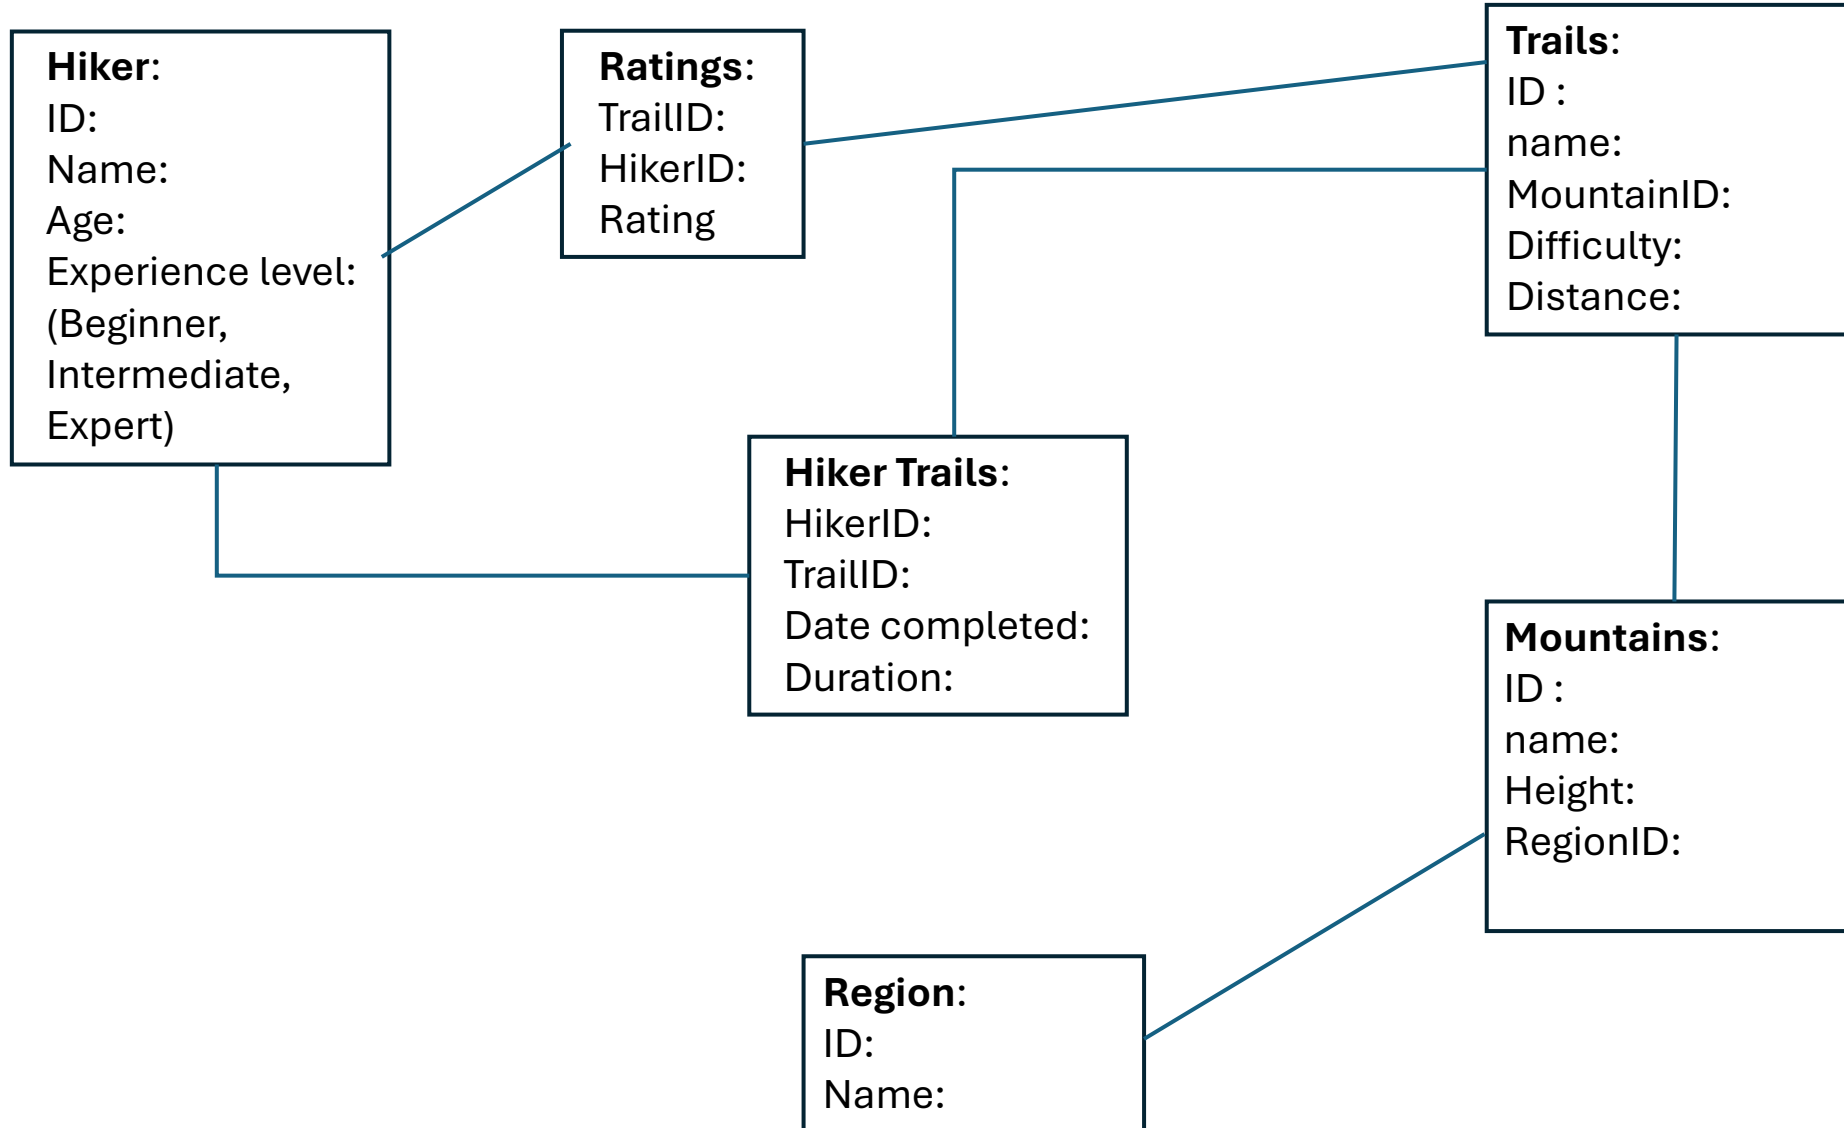 Hiker:
ID:
Name:
Age:
Experience level:
(Beginner,
Intermediate,
Expert)
Ratings:
TrailID:
HikerID:
Rating
Trails:
ID :
name:
MountainID:
Difficulty:
Distance:
Hiker Trails:
HikerID:
TrailID:
Date completed:
Duration:
Mountains:
ID :
name:
Height:
RegionID:
Region:
ID:
Name: